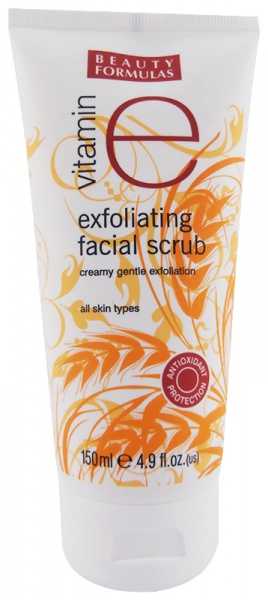 BEAUTY
FORMULAS
vitamin
e
exfoliating
facial scrub
creamy gentle exfoliation
all skin types
ANTIOXIDANT
PROTECTION
150ml ℮ 4.9 fl.oz.(us)